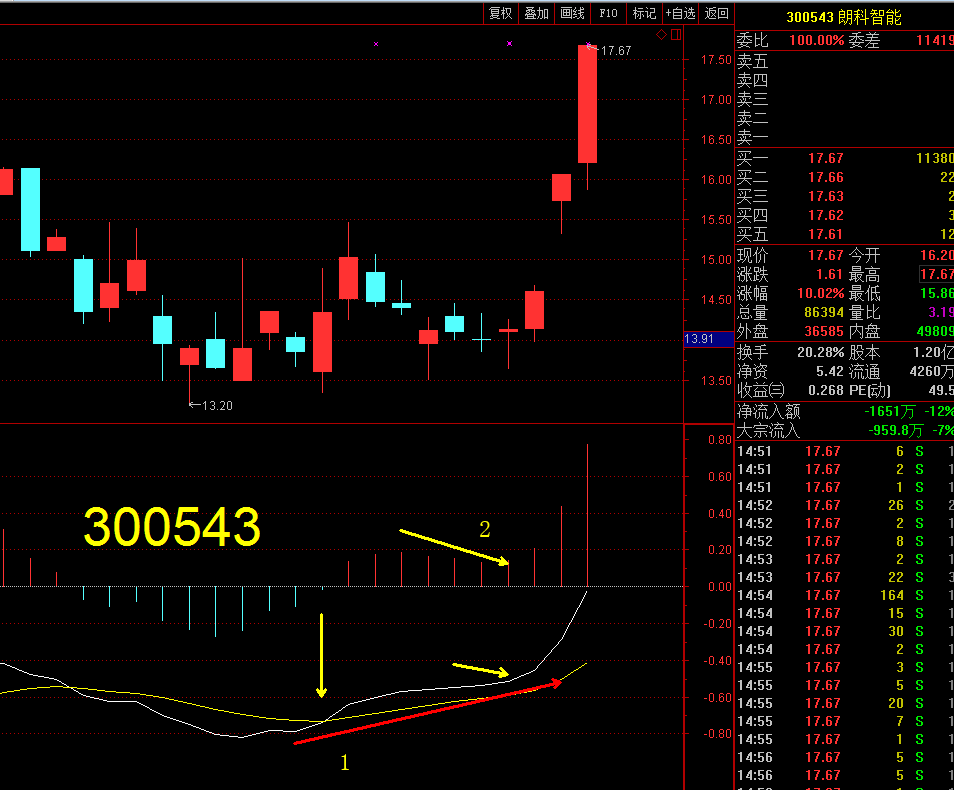 复权 叠加 画线 F10 标记 +自选 返回
300543 朗科智能
委比 100.00% 委差 11419
卖五
卖四
卖三
卖二
卖一
买一 17.67 11380
买二 17.66 22
买三 17.63 2
买四 17.62 3
买五 17.61 12
现价 17.67 今开 16.20
涨跌 1.61 最高 17.67
涨幅 10.02% 最低 15.86
总量 86394 量比 3.19
外盘 36585 内盘 49809
换手 20.28% 股本 1.20亿
净资 5.42 流通 4260万
收益㈢ 0.268 PE(动) 49.5
净流入额 -1651万 -12%
大宗流入 -959.8万 -7%
14:51 17.67 6 S 1
14:51 17.67 2 S 1
14:51 17.67 1 S 1
14:52 17.67 26 S 2
14:52 17.67 2 S 1
14:52 17.67 8 S 1
14:53 17.67 2 S 1
14:53 17.67 22 S 3
14:54 17.67 164 S 1
14:54 17.67 15 S 1
14:54 17.67 30 S 1
14:54 17.67 2 S 1
14:55 17.67 3 S 1
14:55 17.67 5 S 1
14:55 17.67 20 S 1
14:55 17.67 7 S 1
14:55 17.67 1 S 1
14:56 17.67 5 S 1
14:56 17.67 5 S 1
17.67
17.50
17.00
16.50
16.00
15.50
15.00
14.50
13.91
13.50
13.20
0.80
0.60
0.40
0.20
0.00
-0.20
-0.40
-0.60
-0.80
300543
2
1